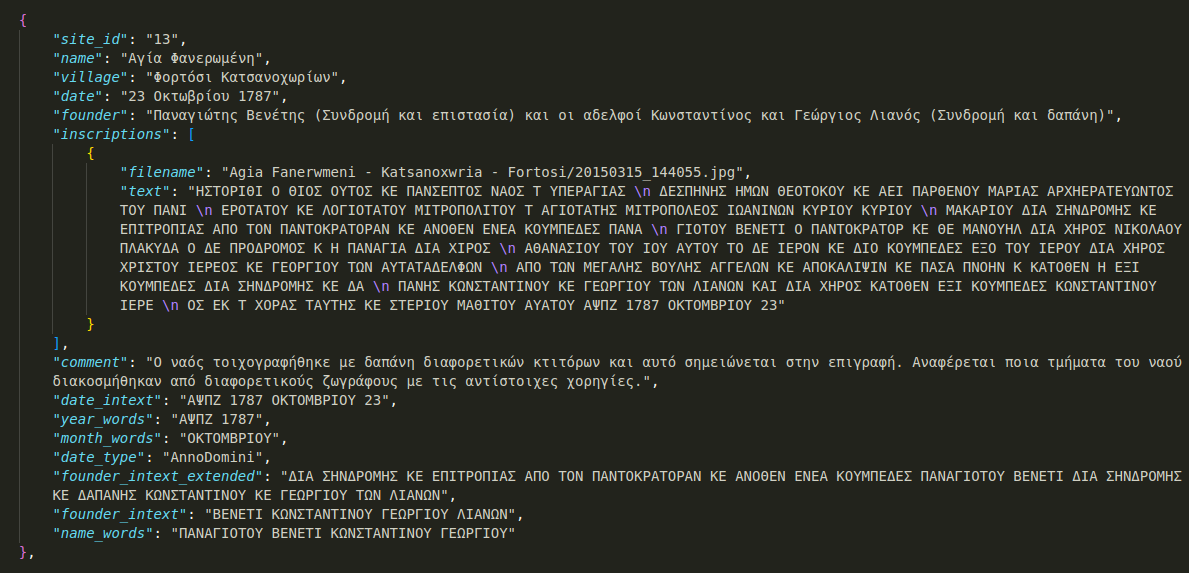 {
"site_id": "13",
"name": "Αγία Φανερωμένη",
"village": "Φορτόσι Κατσανοχωρίων",
"date": "23 Οκτωβρίου 1787",
"founder": "Παναγιώτης Βενέτης (Συνδρομή και επιστασία) και οι αδελφοί Κωνσταντίνος και Γεώργιος Λιανός (Συνδρομή και δαπάνη)",
"inscriptions": [
{
"filename": "Agia Fanerwmeni - Katsanoxwria - Fortosi/20150315_144055.jpg",
"text": "ΗΣΤΟΡΙΘΙ Ο ΘΙΟΣ ΟΥΤΟΣ ΚΕ ΠΑΝΣΕΠΤΟΣ ΝΑΟΣ Τ ΥΠΕΡΑΓΙΑΣ \n ΔΕΣΠΗΝΗΣ ΗΜΩΝ ΘΕΟΤΟΚΟΥ ΚΕ ΑΕΙ ΠΑΡΘΕΝΟΥ ΜΑΡΙΑΣ ΑΡΧΗΕΡΑΤΕΥΩΝΤΟΣ
ΤΟΥ ΠΑΝΙ \n ΕΡΟΤΑΤΟΥ ΚΕ ΛΟΓΙΟΤΑΤΟΥ ΜΙΤΡΟΠΟΛΙΤΟΥ Τ ΑΓΙΟΤΑΤΗΣ ΜΙΤΡΟΠΟΛΕΟΣ ΙΩΑΝΙΝΩΝ ΚΥΡΙΟΥ ΚΥΡΙΟΥ \n ΜΑΚΑΡΙΟΥ ΔΙΑ ΣΗΝΔΡΟΜΗΣ ΚΕ
ΕΠΙΤΡΟΠΙΑΣ ΑΠΟ ΤΟΝ ΠΑΝΤΟΚΡΑΤΟΡΑΝ ΚΕ ΑΝΟΘΕΝ ΕΝΕΑ ΚΟΥΜΠΕΔΕΣ ΠΑΝΑ \n ΓΙΟΤΟΥ ΒΕΝΕΤΙ Ο ΠΑΝΤΟΚΡΑΤΟΡ ΚΕ ΘΕ ΜΑΝΟΥΗΛ ΔΙΑ ΧΗΡΟΣ ΝΙΚΟΛΑΟΥ
ΠΛΑΚΥΔΑ Ο ΔΕ ΠΡΟΔΡΟΜΟΣ Κ Η ΠΑΝΑΓΙΑ ΔΙΑ ΧΙΡΟΣ \n ΑΘΑΝΑΣΙΟΥ ΤΟΥ ΙΟΥ ΑΥΤΟΥ ΤΟ ΔΕ ΙΕΡΟΝ ΚΕ ΔΙΟ ΚΟΥΜΠΕΔΕΣ ΕΞΟ ΤΟΥ ΙΕΡΟΥ ΔΙΑ ΧΗΡΟΣ
ΧΡΙΣΤΟΥ ΙΕΡΕΟΣ ΚΕ ΓΕΟΡΓΙΟΥ ΤΩΝ ΑΥΤΑΤΑΔΕΛΦΩΝ \n ΑΠΟ ΤΩΝ ΜΕΓΑΛΗΣ ΒΟΥΛΗΣ ΑΓΓΕΛΩΝ ΚΕ ΑΠΟΚΑΛΙΨΙΝ ΚΕ ΠΑΣΑ ΠΝΟΗΝ Κ ΚΑΤΟΘΕΝ Η ΕΞΙ
ΚΟΥΜΠΕΔΕΣ ΔΙΑ ΣΗΝΔΡΟΜΗΣ ΚΕ ΔΑ \n ΠΑΝΗΣ ΚΩΝΣΤΑΝΤΙΝΟΥ ΚΕ ΓΕΩΡΓΙΟΥ ΤΩΝ ΛΙΑΝΩΝ ΚΑΙ ΔΙΑ ΧΗΡΟΣ ΚΑΤΟΘΕΝ ΕΞΙ ΚΟΥΜΠΕΔΕΣ ΚΩΝΣΤΑΝΤΙΝΟΥ
ΙΕΡΕ \n ΟΣ ΕΚ Τ ΧΟΡΑΣ ΤΑΥΤΗΣ ΚΕ ΣΤΕΡΙΟΥ ΜΑΘΙΤΟΥ ΑΥΑΤΟΥ ΑΨΠΖ 1787 ΟΚΤΟΜΒΡΙΟΥ 23"
}
],
"comment": "Ο ναός τοιχογραφήθηκε με δαπάνη διαφορετικών κτιτόρων και αυτό σημειώνεται στην επιγραφή. Αναφέρεται ποια τμήματα του ναού
διακοσμήθηκαν από διαφορετικούς ζωγράφους με τις αντίστοιχες χορηγίες.",
"date_intext": "ΑΨΠΖ 1787 ΟΚΤΟΜΒΡΙΟΥ 23",
"year_words": "ΑΨΠΖ 1787",
"month_words": "ΟΚΤΟΜΒΡΙΟΥ",
"date_type": "AnnoDomini",
"founder_intext_extended": "ΔΙΑ ΣΗΝΔΡΟΜΗΣ ΚΕ ΕΠΙΤΡΟΠΙΑΣ ΑΠΟ ΤΟΝ ΠΑΝΤΟΚΡΑΤΟΡΑΝ ΚΕ ΑΝΟΘΕΝ ΕΝΕΑ ΚΟΥΜΠΕΔΕΣ ΠΑΝΑΓΙΟΤΟΥ ΒΕΝΕΤΙ ΔΙΑ ΣΗΝΔΡΟΜΗΣ
ΚΕ ΔΑΠΑΝΗΣ ΚΩΝΣΤΑΝΤΙΝΟΥ ΚΕ ΓΕΩΡΓΙΟΥ ΤΩΝ ΛΙΑΝΩΝ",
"founder_intext": "ΒΕΝΕΤΙ ΚΩΝΣΤΑΝΤΙΝΟΥ ΓΕΩΡΓΙΟΥ ΛΙΑΝΩΝ",
"name_words": "ΠΑΝΑΓΙΟΤΟΥ ΒΕΝΕΤΙ ΚΩΝΣΤΑΝΤΙΝΟΥ ΓΕΩΡΓΙΟΥ"
},